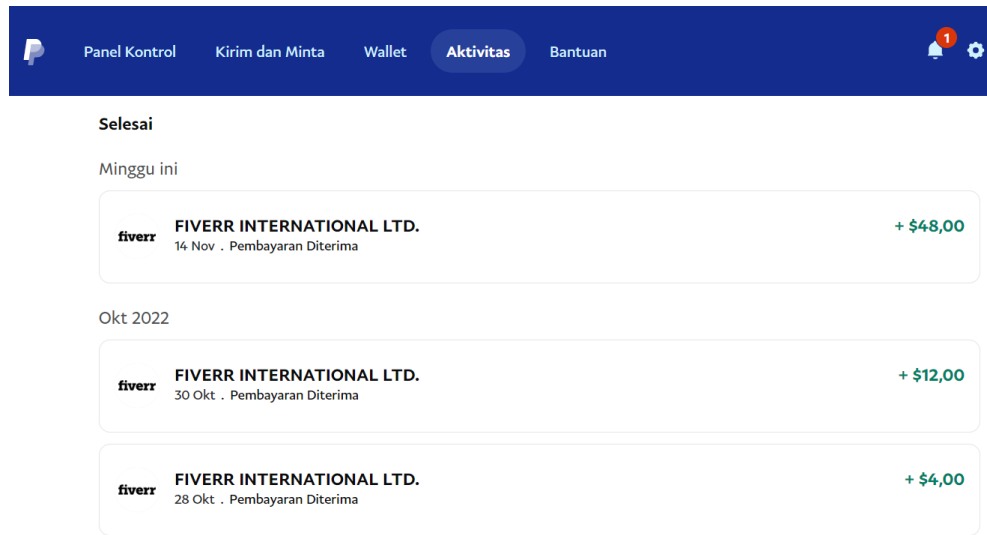 Panel Kontrol Kirim dan Minta Wallet Aktivitas Bantuan 1
Selesai
Minggu ini
fiverr FIVERR INTERNATIONAL LTD. + $48,00
14 Nov . Pembayaran Diterima
Okt 2022
fiverr FIVERR INTERNATIONAL LTD. + $12,00
30 Okt . Pembayaran Diterima
fiverr FIVERR INTERNATIONAL LTD. + $4,00
28 Okt . Pembayaran Diterima